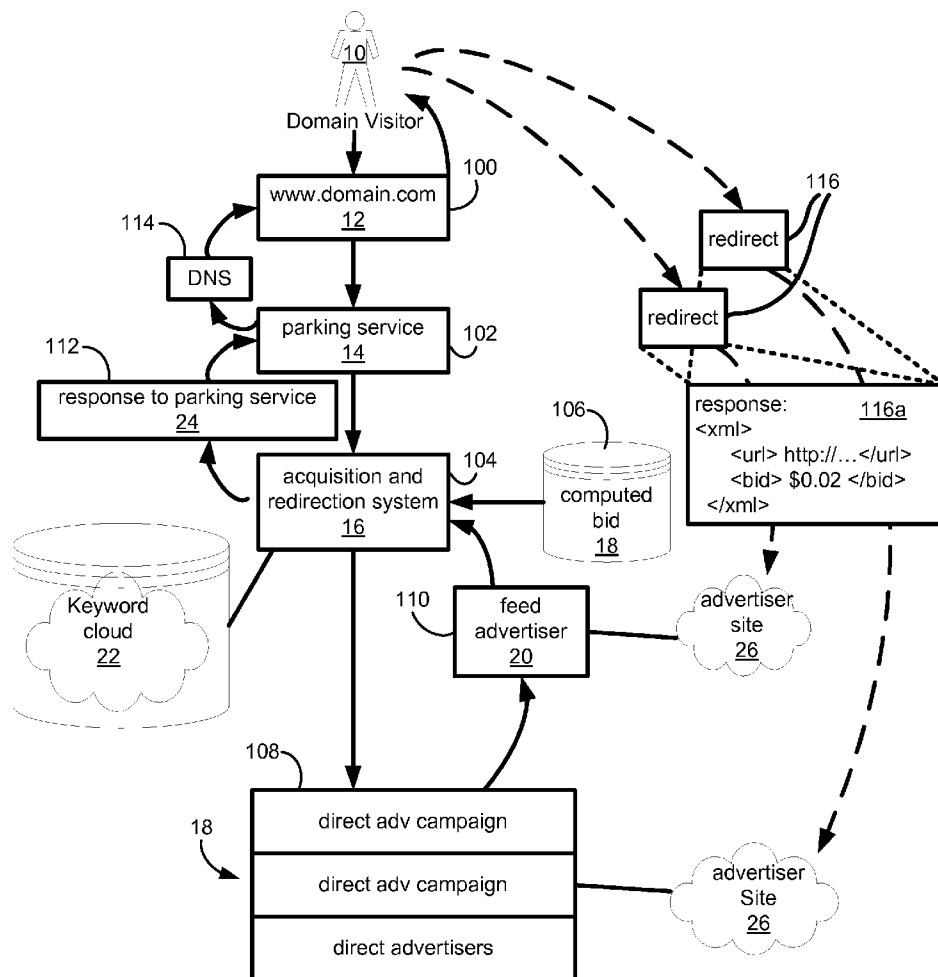 10
Domain Visitor
100
www.domain.com
12
116
redirect
114
DNS
redirect
parking service
14
102
112
response to parking service
24
response:
116a
<xml>
<url> http://... </url>
<bid> $0.02 </bid>
</xml>
106
104
acquisition and
redirection system
16
computed
bid
18
Keyword
cloud
22
110
feed
advertiser
20
advertiser
site
26
108
direct adv campaign
18
direct adv campaign
direct advertisers
advertiser
Site
26